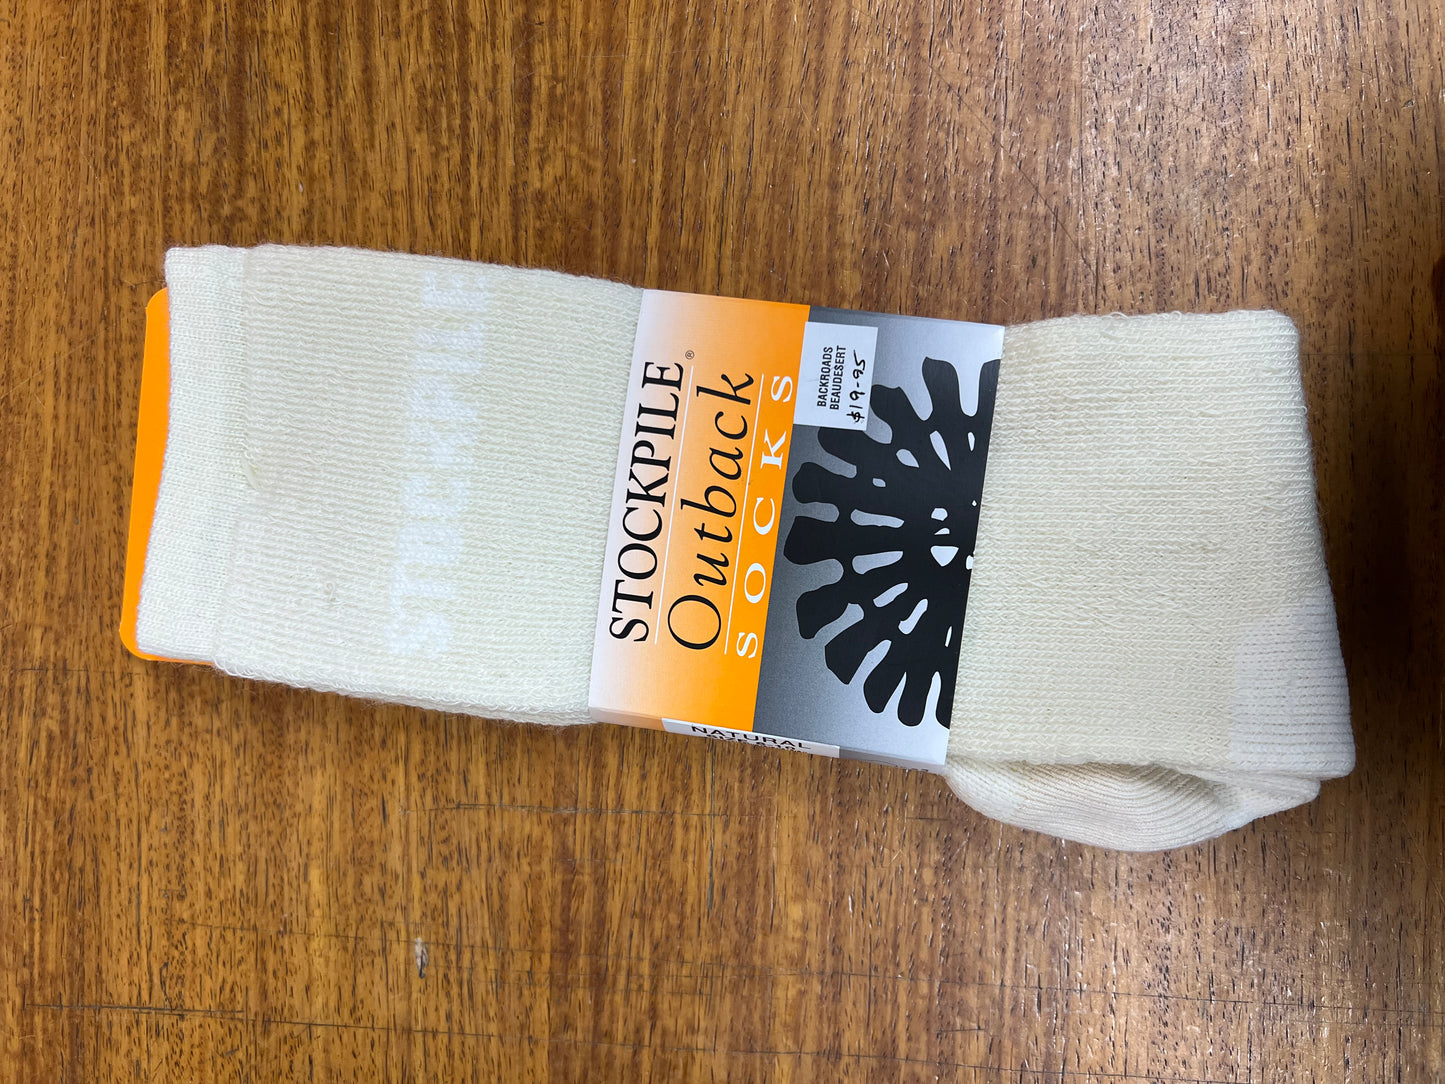 STOCKPILE
STOCKPILE®
Outback
SOCKS
BACKROADS
BEAUDESERT
$19-95
NATURAL